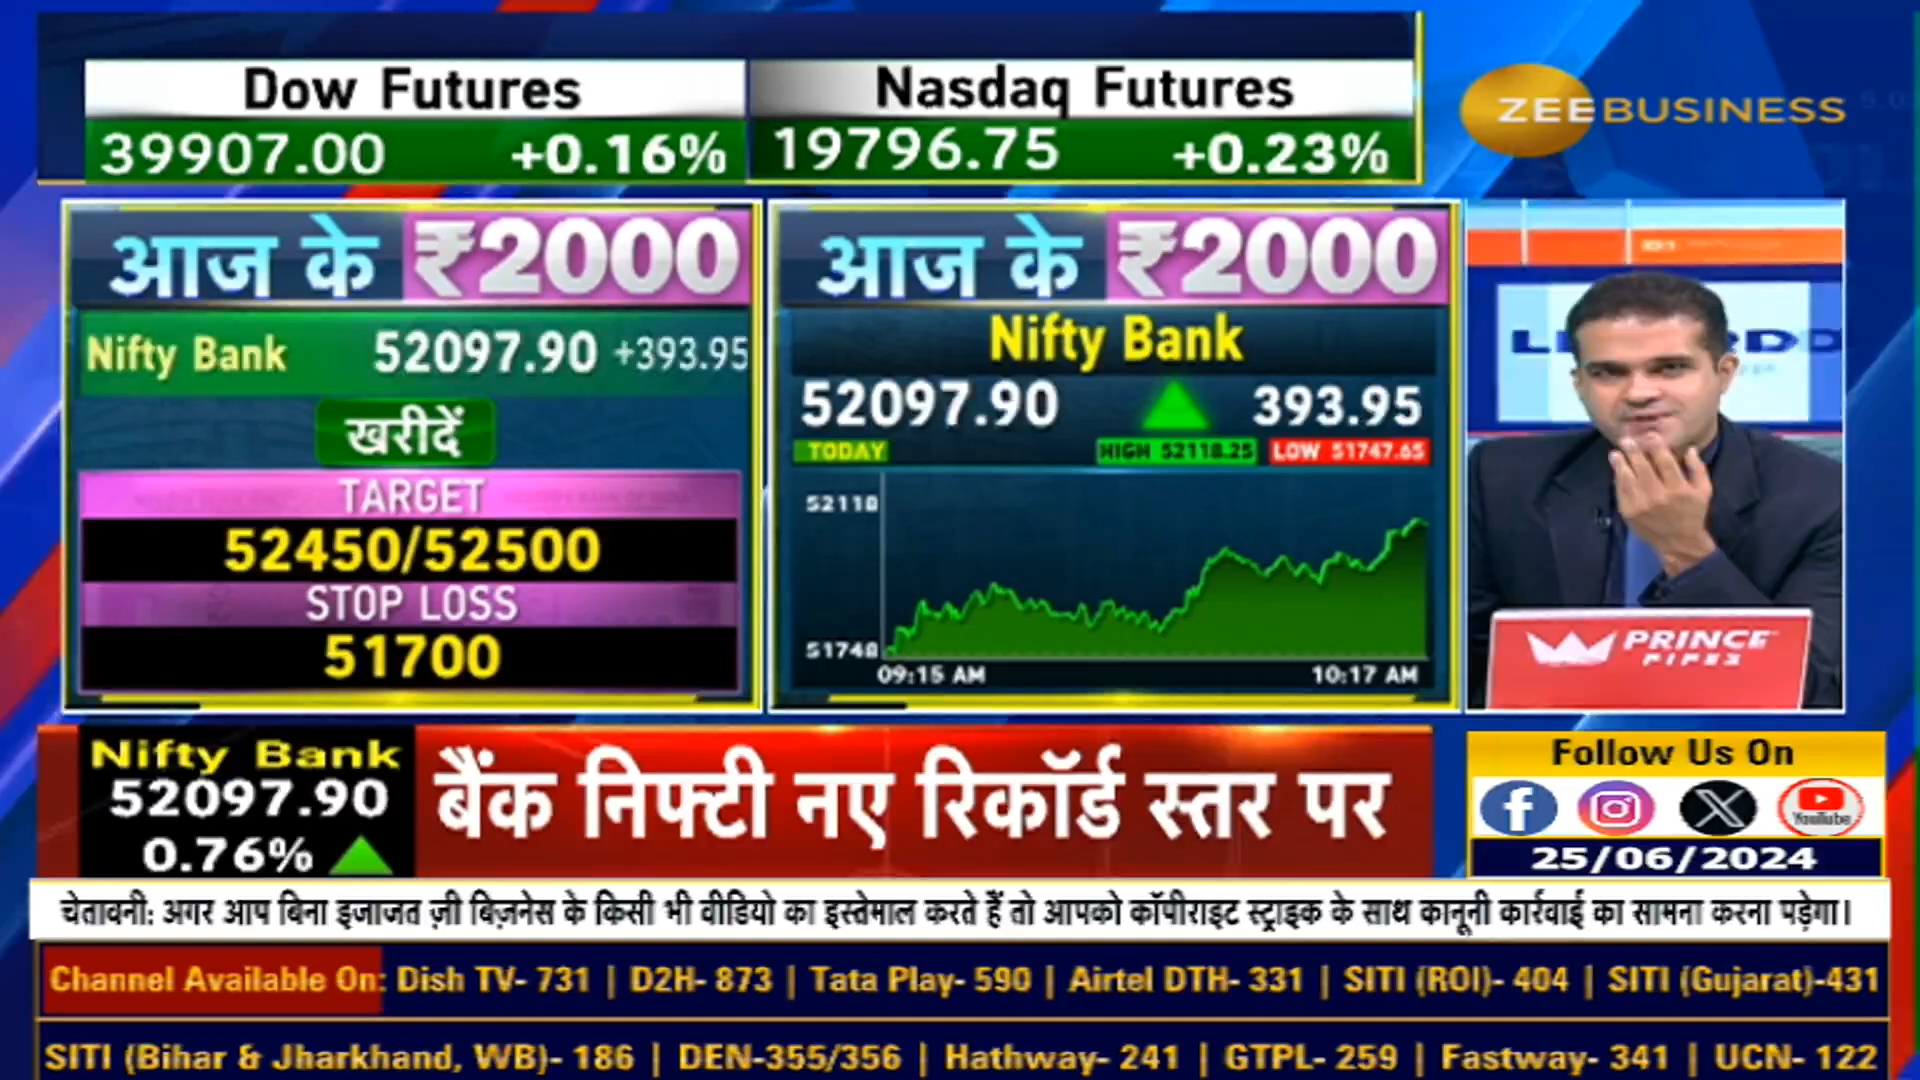 Dow Futures
39907.00 +0.16%
Nasdaq Futures
19796.75 +0.23%
ZEEBUSINESS
आज के ₹2000
Nifty Bank 52097.90 +393.95
खरीदें
TARGET
52450/52500
STOP LOSS
51700
आज के ₹2000
Nifty Bank
52097.90 393.95
TODAY HIGH 52118.25 LOW 51747.65
52118
51748
09:15 AM 10:17 AM
PRINCE
PIPES
Nifty Bank
52097.90
0.76%
बैंक निफ्टी नए रिकॉर्ड स्तर पर
Follow Us On
YouTube
25/06/2024
चेतावनी: अगर आप बिना इजाजत ज़ी बिज़नेस के किसी भी वीडियो का इस्तेमाल करते हैं तो आपको कॉपीराइट स्ट्राइक के साथ कानूनी कार्रवाई का सामना करना पड़ेगा।
Channel Available On: Dish TV- 731 | D2H- 873 | Tata Play- 590 | Airtel DTH- 331 | SITI (ROI)- 404 | SITI (Gujarat)-431
SITI (Bihar & Jharkhand, WB)- 186 | DEN-355/356 | Hathway- 241 | GTPL- 259 | Fastway- 341 | UCN- 122